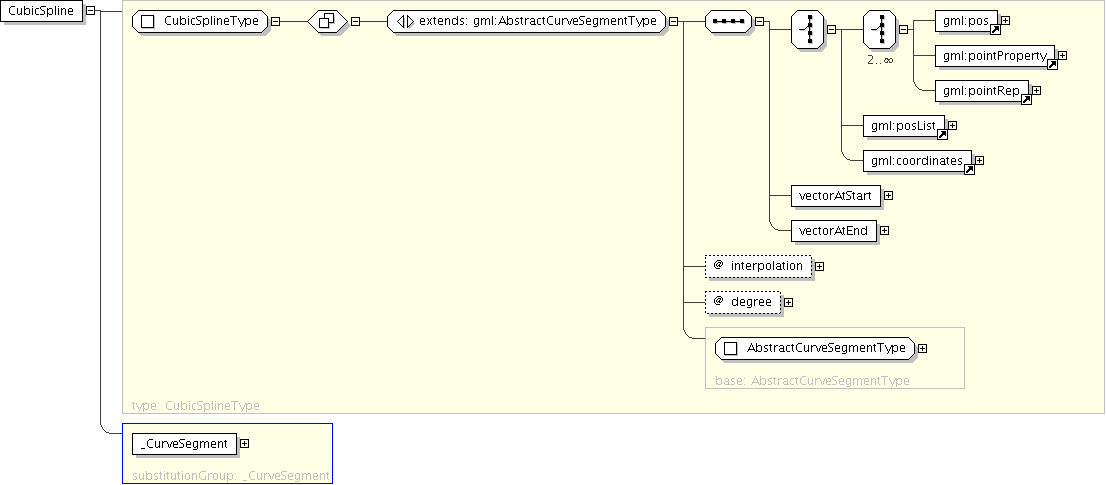 CubicSpline
CubicSplineType
extends: gml:AbstractCurveSegmentType
2..∞
gml:pos
gml:pointProperty
gml:pointRep
gml:posList
gml:coordinates
vectorAtStart
vectorAtEnd
@ interpolation
@ degree
AbstractCurveSegmentType
base: AbstractCurveSegmentType
type: CubicSplineType
_CurveSegment
substitutionGroup: _CurveSegment